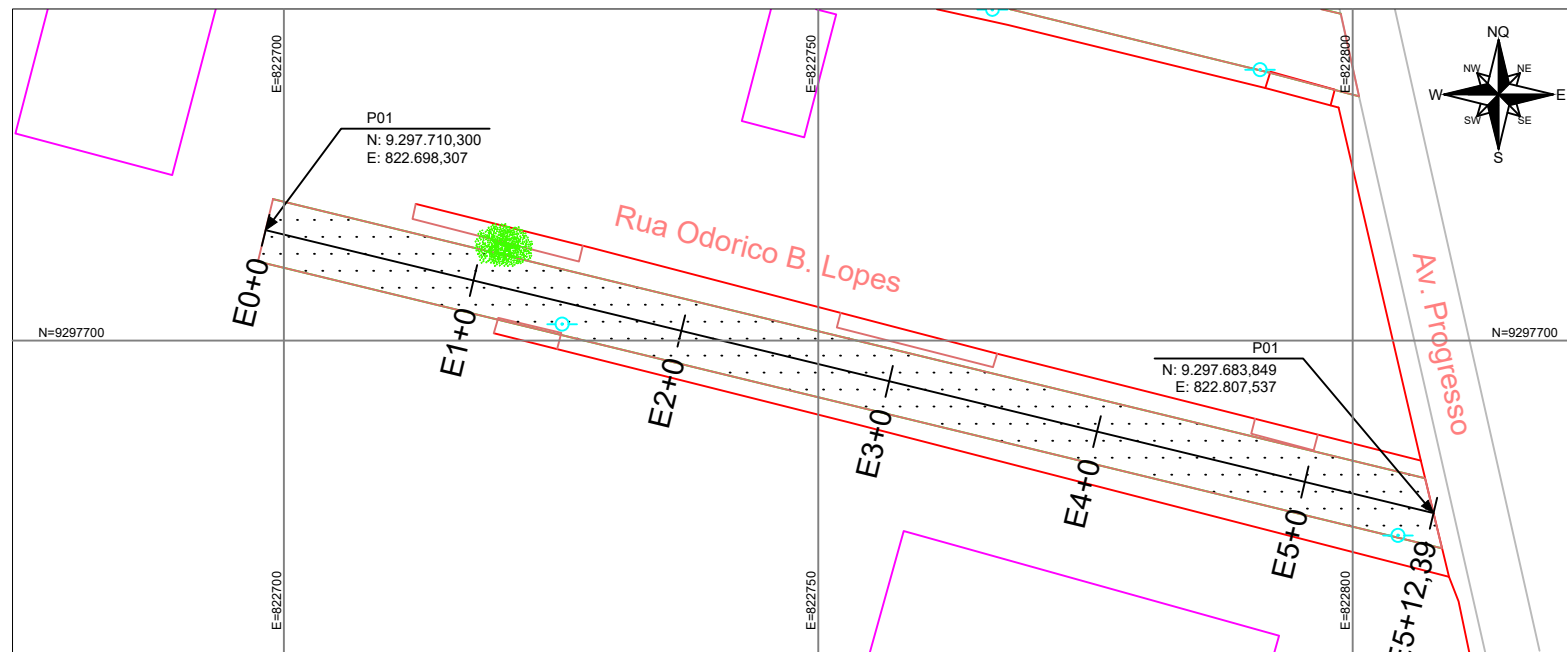 E=822700
E=822750
E=822800
NQ
NW
NE
W
E
SW
SE
S
P01
N: 9.297.710,300
E: 822.698,307
Rua Odorico B. Lopes
Av. Progresso
E0+0
E1+0
E2+0
E3+0
E4+0
E5+0
E5+12,39
N=9297700
N=9297700
P01
N: 9.297.683,849
E: 822.807,537
E=822700
E=822750
E=822800